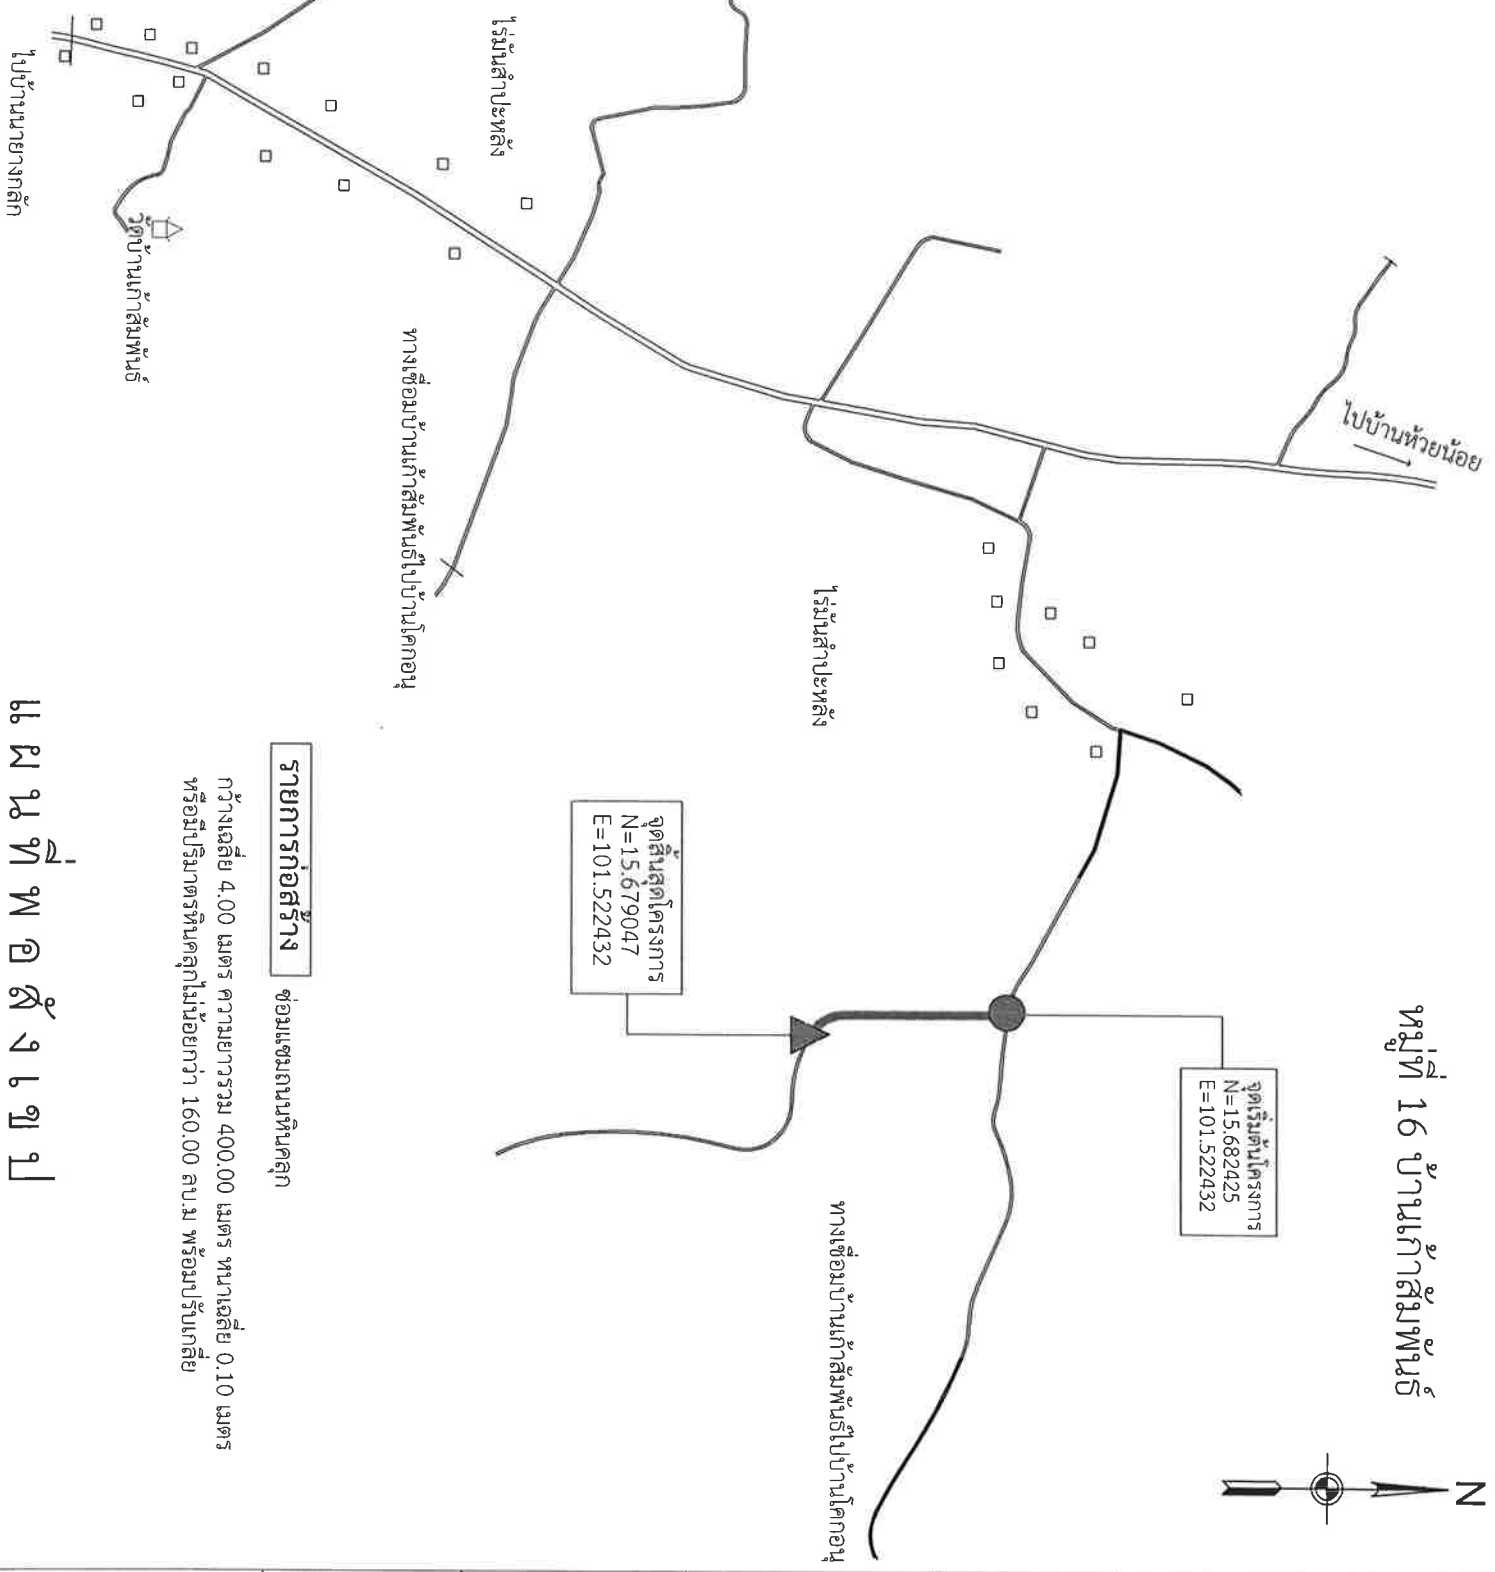 หมู่ที่ 16 บ้านเก้าสัมพันธ์
N
ไปบ้านห้วยน้อย
จุดเริ่มต้นโครงการ
N=15.682425
E=101.522432
ไร่มันสำปะหลัง
ไร่มันสำปะหลัง
ทางเชื่อมบ้านเก้าสัมพันธ์ไปบ้านโคกอนุ
จุดสิ้นสุดโครงการ
N=15.679047
E=101.522432
ทางเชื่อมบ้านเก้าสัมพันธ์ไปบ้านโคกอนุ
วัดบ้านเก้าสัมพันธ์
ไปบ้านนายางกลัก
รายการก่อสร้าง ซ่อมแซมถนนหินคลุก
กว้างเฉลี่ย 4.00 เมตร ความยาวรวม 400.00 เมตร หนาเฉลี่ย 0.10 เมตร
หรือมีปริมาตรหินคลุกไม่น้อยกว่า 160.00 ลบ.ม พร้อมปรับเกลี่ย
แผนที่พอสังเขป